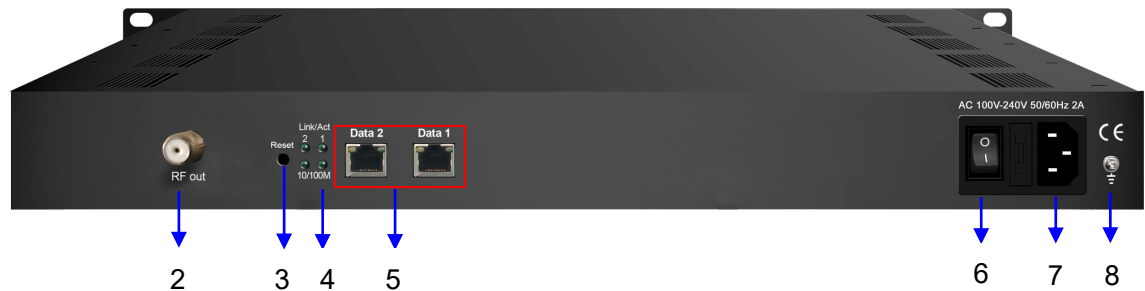 AC 100V-240V 50/60Hz 2A
Link/Act
2 1
Data 2 Data 1
Reset
10/100M
RF out
O
I
CE
2 3 4 5 6 7 8